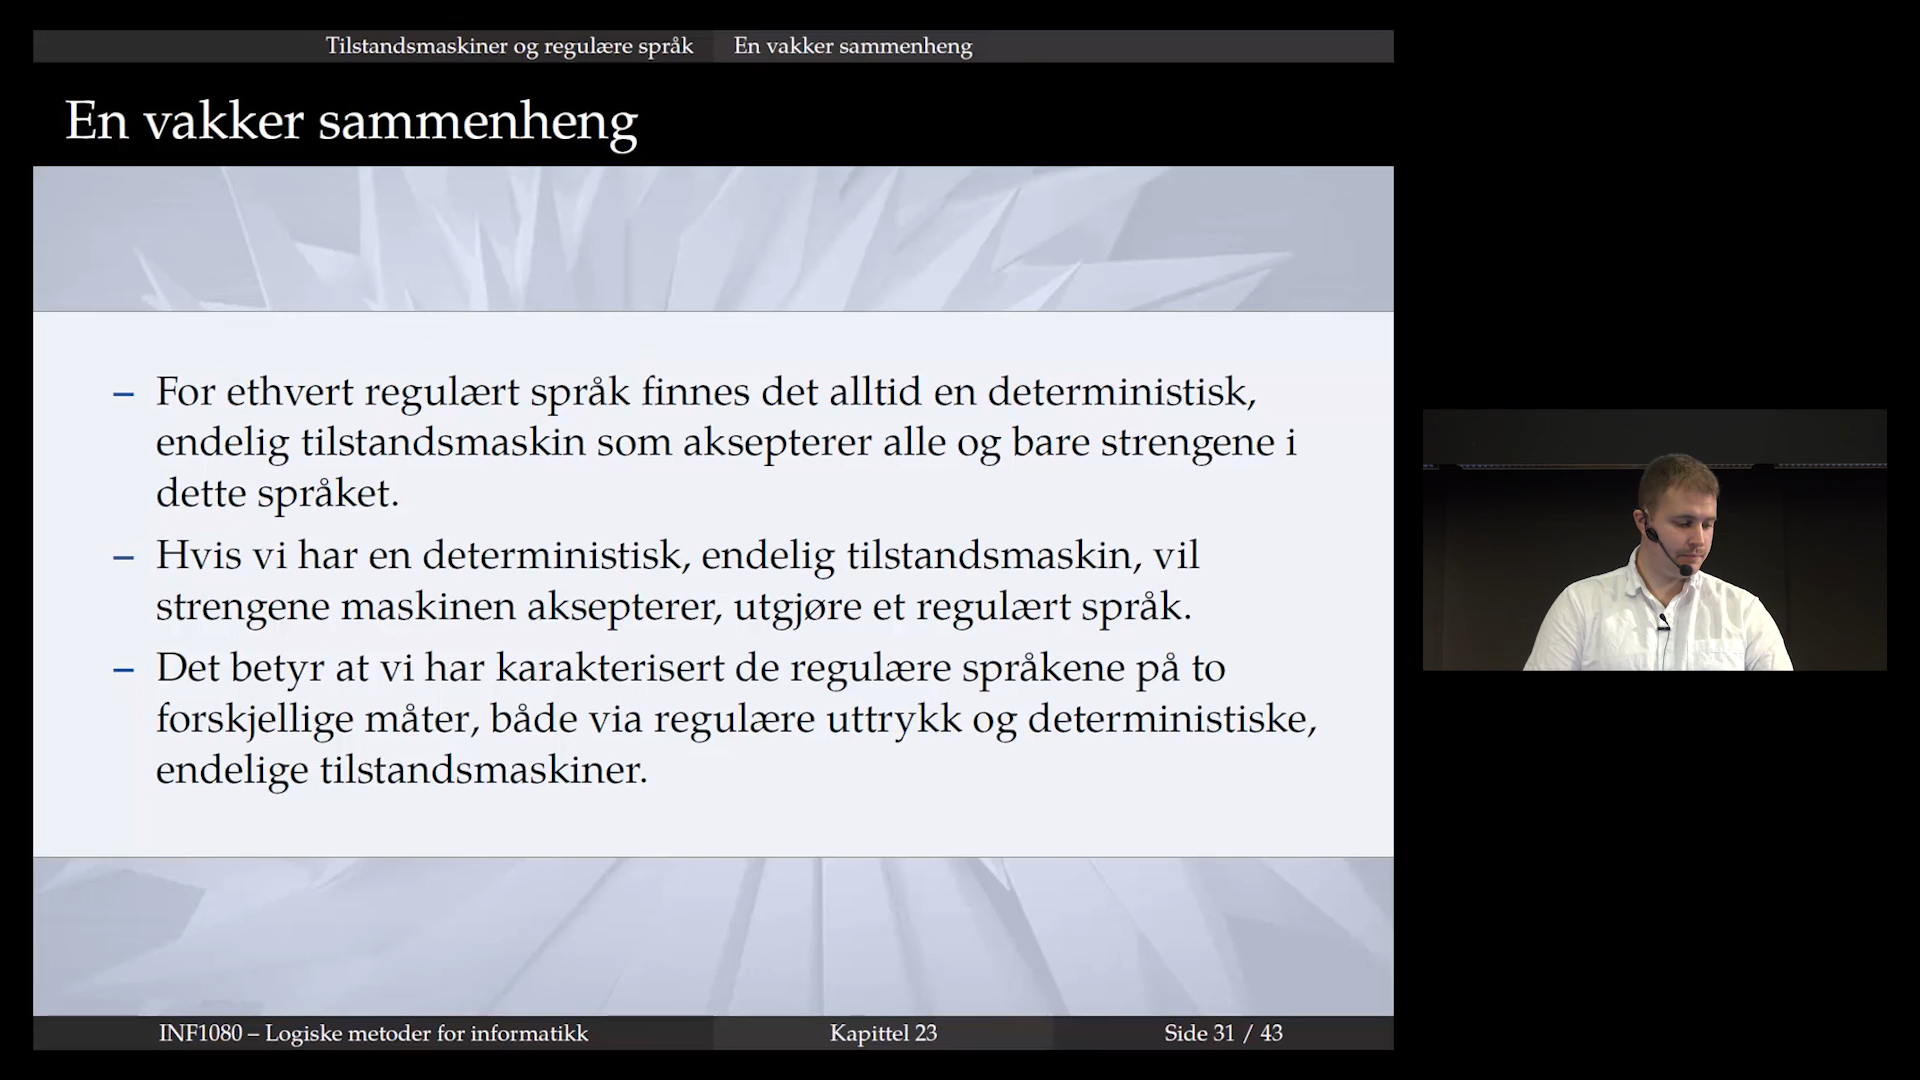 Tilstandsmaskiner og regulære språk En vakker sammenheng
En vakker sammenheng
– For ethvert regulært språk finnes det alltid en deterministisk,
endelig tilstandsmaskin som aksepterer alle og bare strengene i
dette språket.
– Hvis vi har en deterministisk, endelig tilstandsmaskin, vil
strengene maskinen aksepterer, utgjøre et regulært språk.
– Det betyr at vi har karakterisert de regulære språkene på to
forskjellige måter, både via regulære uttrykk og deterministiske,
endelige tilstandsmaskiner.
INF1080 – Logiske metoder for informatikk Kapittel 23 Side 31 / 43